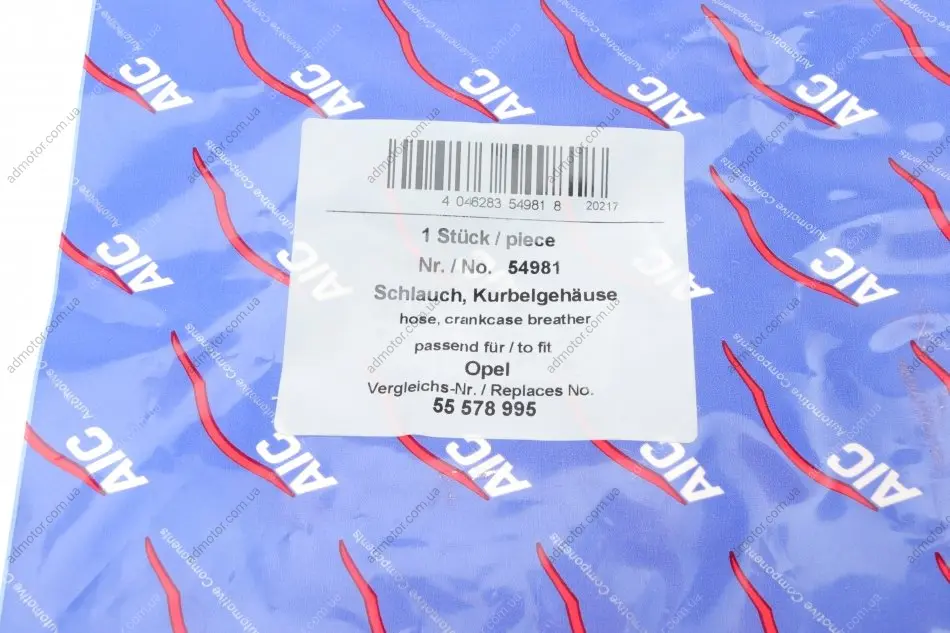 4 046283 54981 8 20217
1 Stück / piece
Nr. / No. 54981
Schlauch, Kurbelgehäuse
hose, crankcase breather
passend für / to fit
Opel
Vergleichs-Nr. / Replaces No.
55 578 995
AIC
Automotive Components
admotor.com.ua